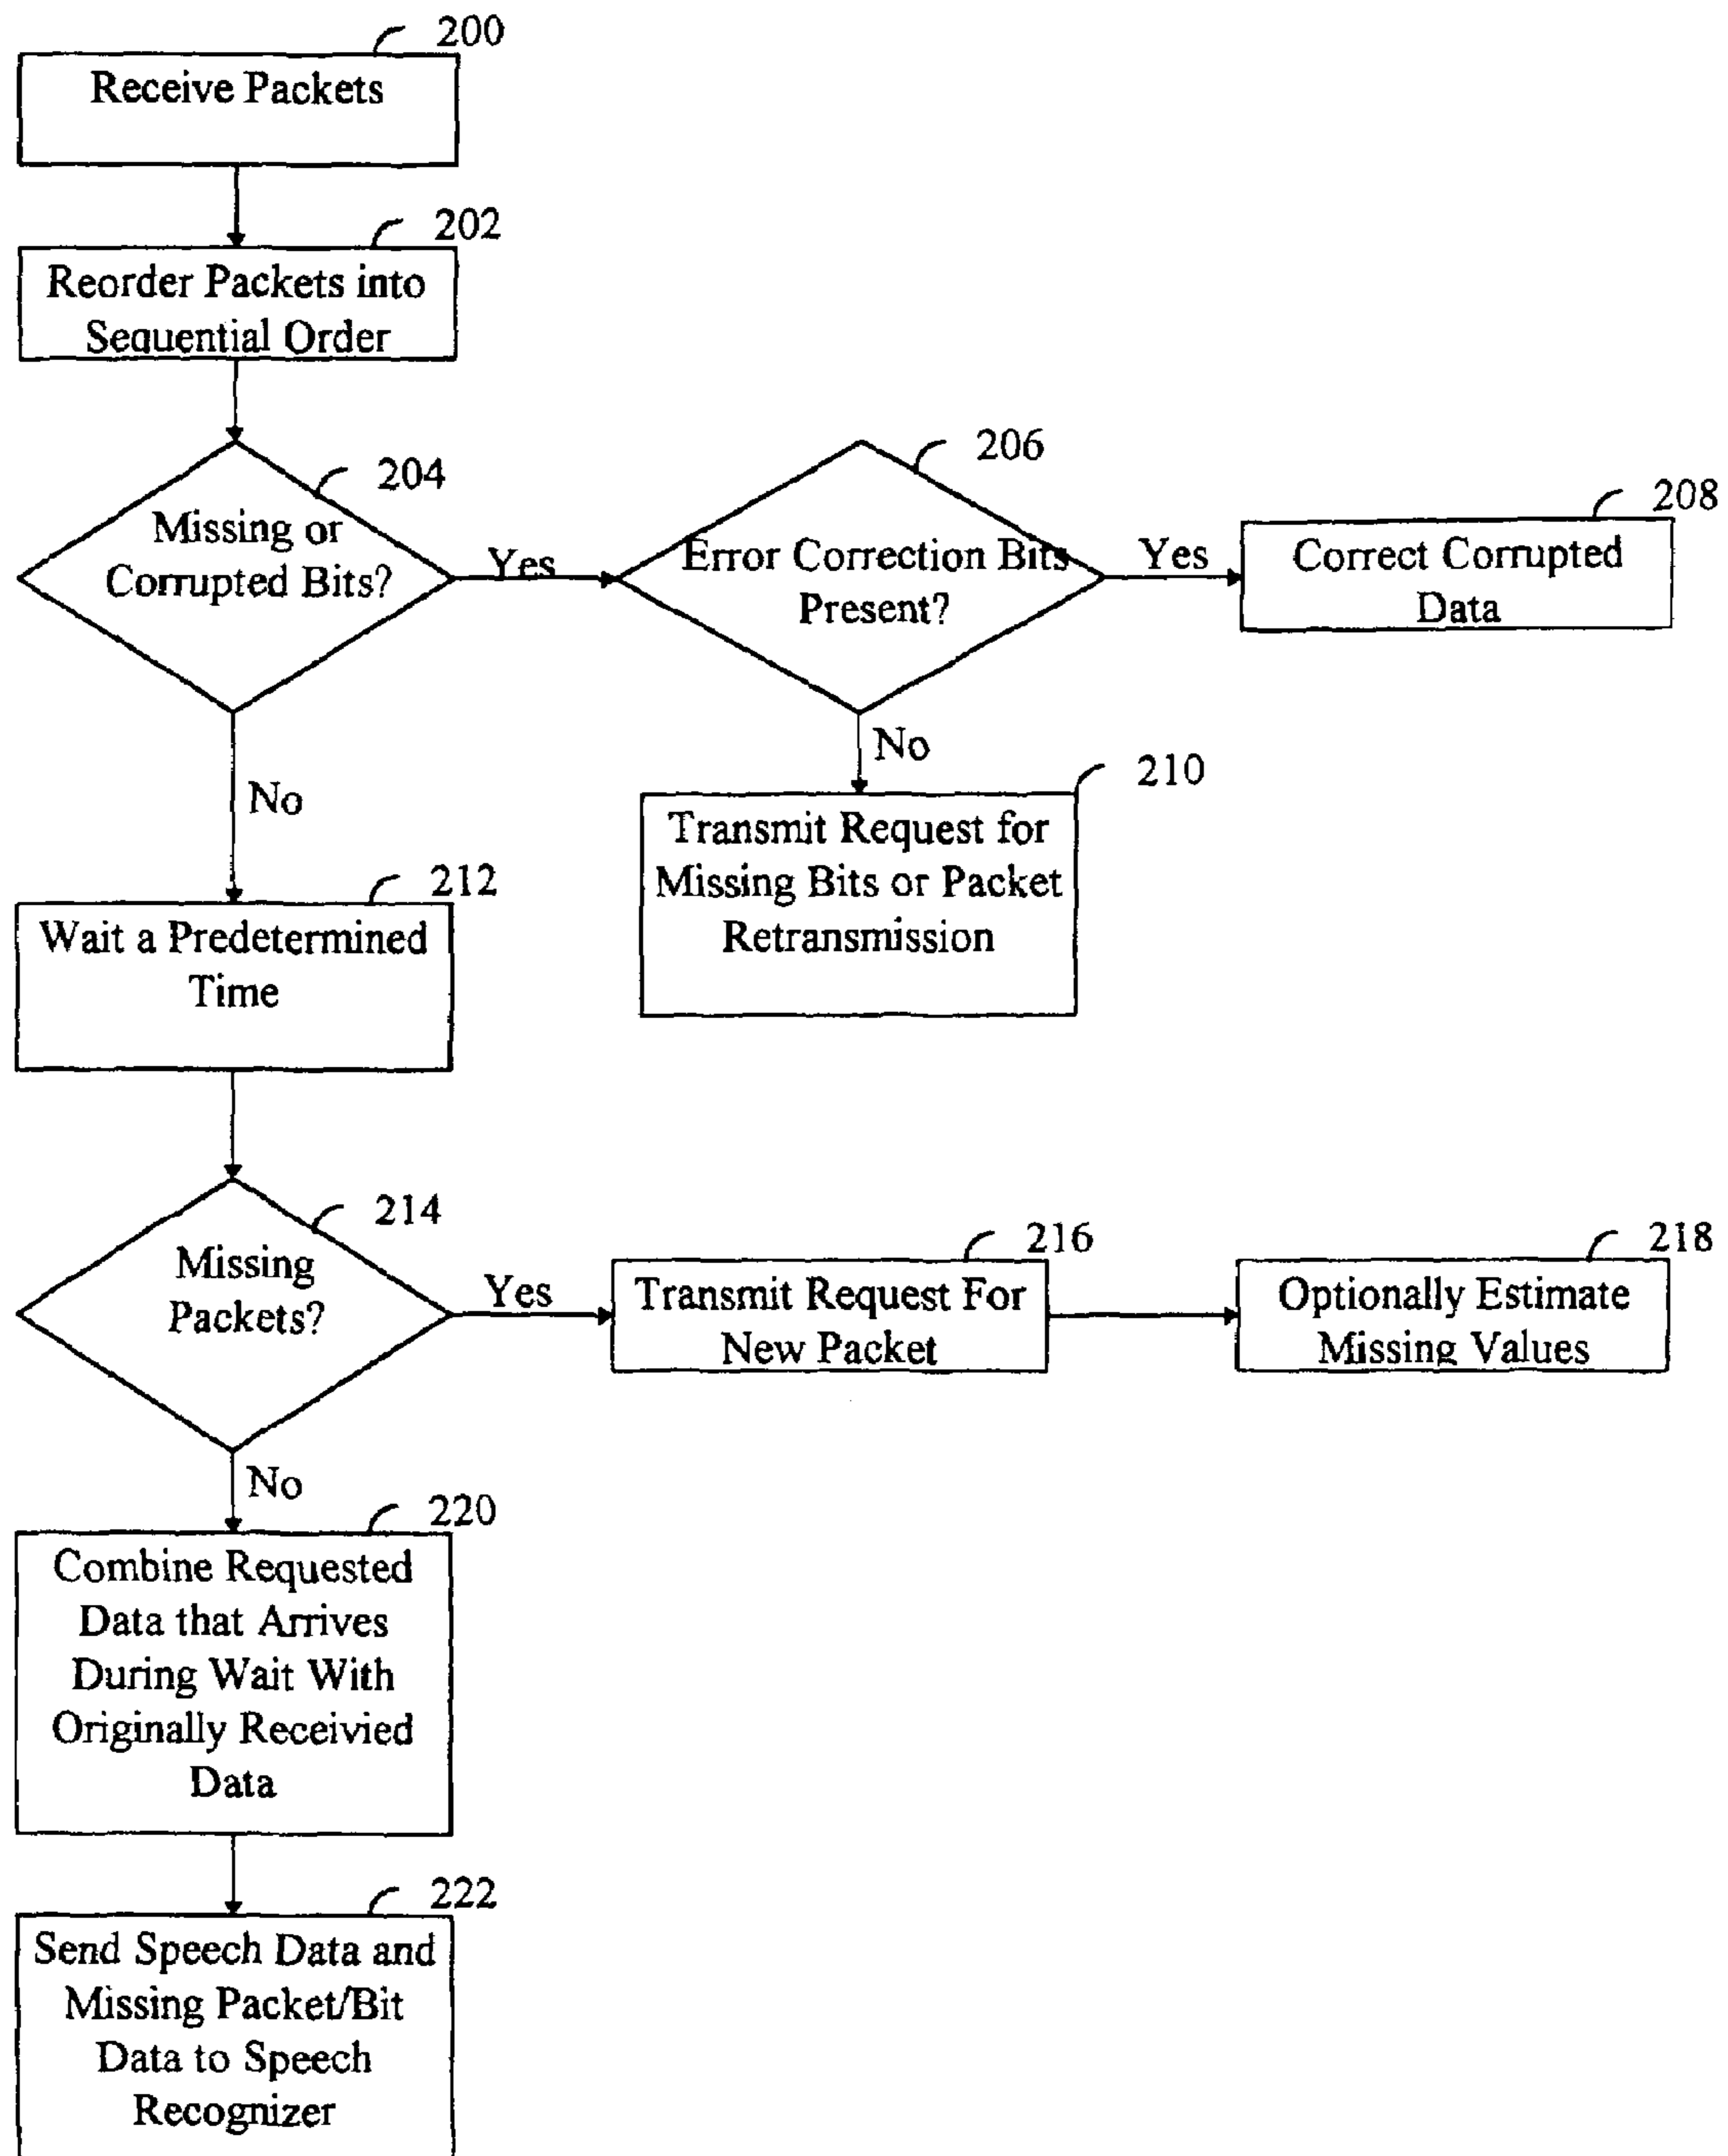 200
Receive Packets
202
Reorder Packets into
Sequential Order
204
Missing or
Corrupted Bits?
Yes
206
Error Correction Bits
Present?
Yes
208
Correct Corrupted
Data
No
210
Transmit Request for
Missing Bits or Packet
Retransmission
No
212
Wait a Predetermined
Time
214
Missing
Packets?
Yes
216
Transmit Request For
New Packet
218
Optionally Estimate
Missing Values
No
220
Combine Requested
Data that Arrives
During Wait With
Originally Receivied
Data
222
Send Speech Data and
Missing Packet/Bit
Data to Speech
Recognizer